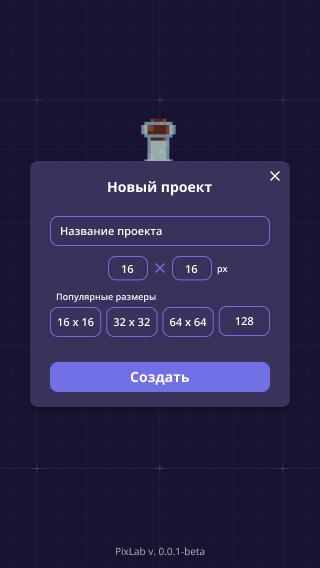 Новый проект
Название проекта
16 × 16 px
Популярные размеры
16 x 16 32 x 32 64 x 64 128
Создать
PixLab v. 0.0.1-beta